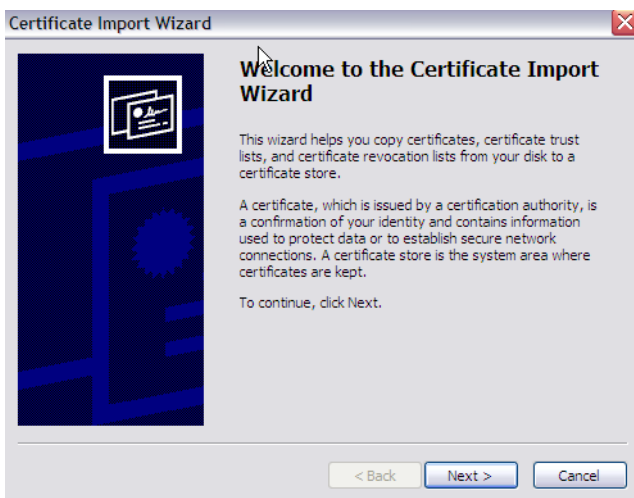 Certificate Import Wizard
Welcome to the Certificate Import
Wizard
This wizard helps you copy certificates, certificate trust
lists, and certificate revocation lists from your disk to a
certificate store.
A certificate, which is issued by a certification authority, is
a confirmation of your identity and contains information
used to protect data or to establish secure network
connections. A certificate store is the system area where
certificates are kept.
To continue, click Next.
< Back
Next >
Cancel